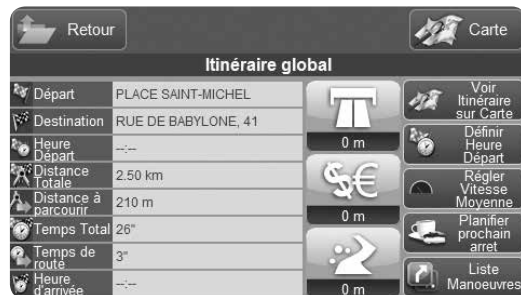 Retour
Carte
Itinéraire global
Départ
PLACE SAINT-MICHEL
Destination
RUE DE BABYLONE, 41
Heure
Départ
--:--
Distance
Totale
2.50 km
Distance à
parcourir
210 m
Temps Total
26"
Temps de
route
3"
Heure
d'arrivée
--:--
0 m
$€
0 m
0 m
Voir
Itinéraire
sur Carte
Définir
Heure
Départ
Régler
Vitesse
Moyenne
Planifier
prochain
arret
Liste
Manoeuvres